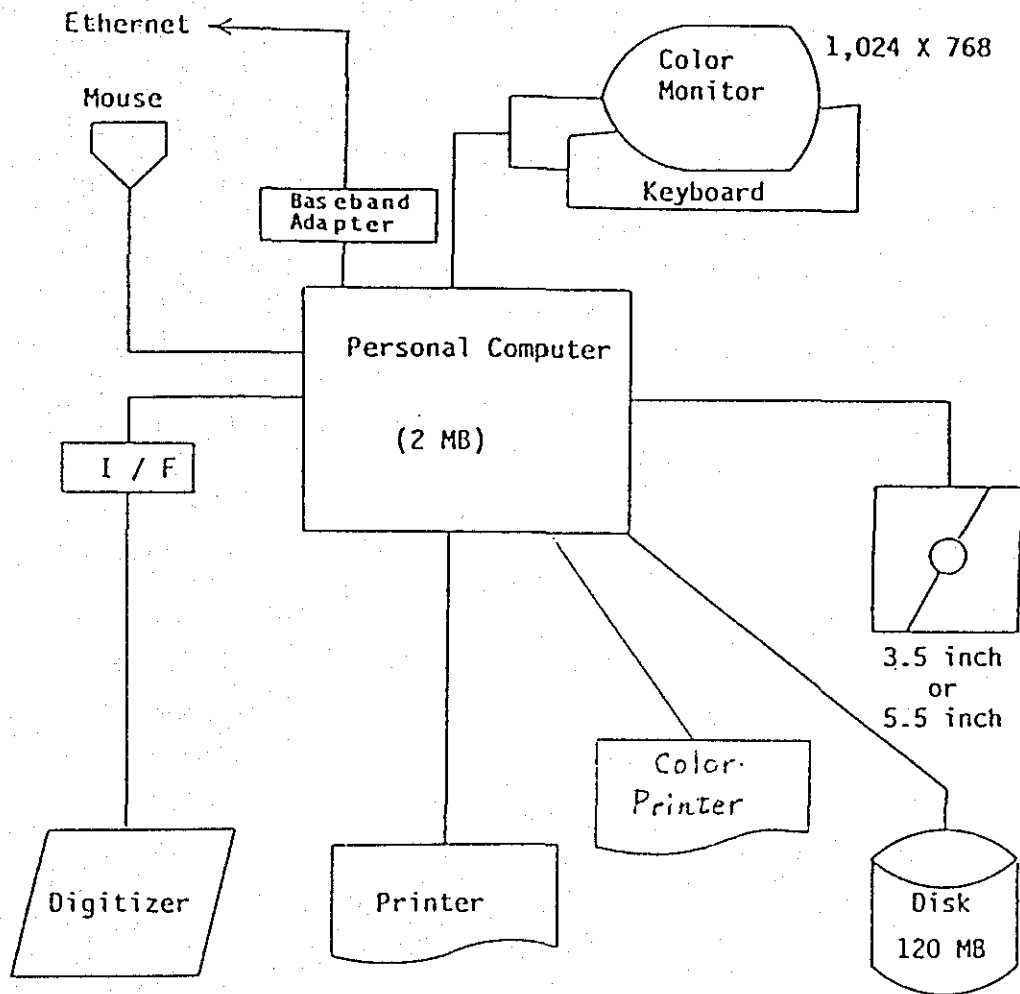 Ethernet
1,024 X 768
Color
Monitor
Mouse
Keyboard
Baseband
Adapter
Personal Computer
(2 MB)
I / F
3.5 inch
or
5.5 inch
Color
Printer
Digitizer
Printer
Disk
120 MB